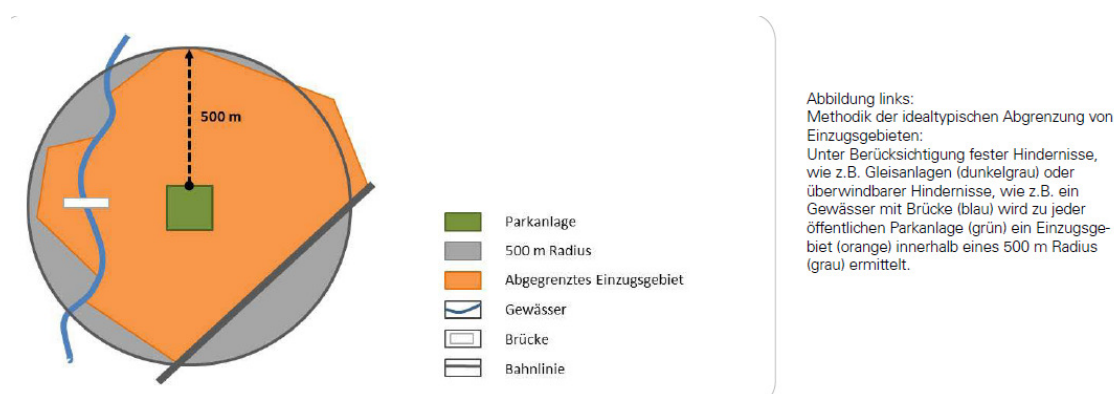 500 m
Parkanlage
500 m Radius
Abgegrenztes Einzugsgebiet
Gewässer
Brücke
Bahnlinie
Abbildung links:
Methodik der idealtypischen Abgrenzung von
Einzugsgebieten:
Unter Berücksichtigung fester Hindernisse,
wie z.B. Gleisanlagen (dunkelgrau) oder
überwindbarer Hindernisse, wie z.B. ein
Gewässer mit Brücke (blau) wird zu jeder
öffentlichen Parkanlage (grün) ein Einzugsge-
biet (orange) innerhalb eines 500 m Radius
(grau) ermittelt.